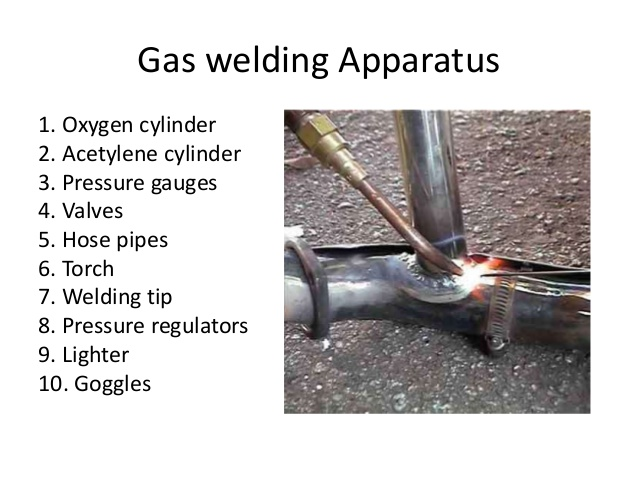 Gas welding Apparatus
1. Oxygen cylinder
2. Acetylene cylinder
3. Pressure gauges
4. Valves
5. Hose pipes
6. Torch
7. Welding tip
8. Pressure regulators
9. Lighter
10. Goggles